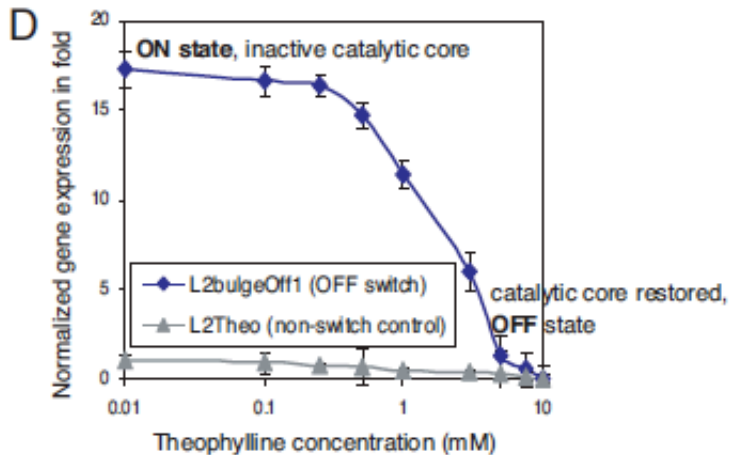 D
20
15
10
5
0
Normalized gene expression in fold
ON state, inactive catalytic core
L2bulgeOff1 (OFF switch)
L2Theo (non-switch control)
catalytic core restored,
OFF state
0.01 0.1 1 10
Theophylline concentration (mM)